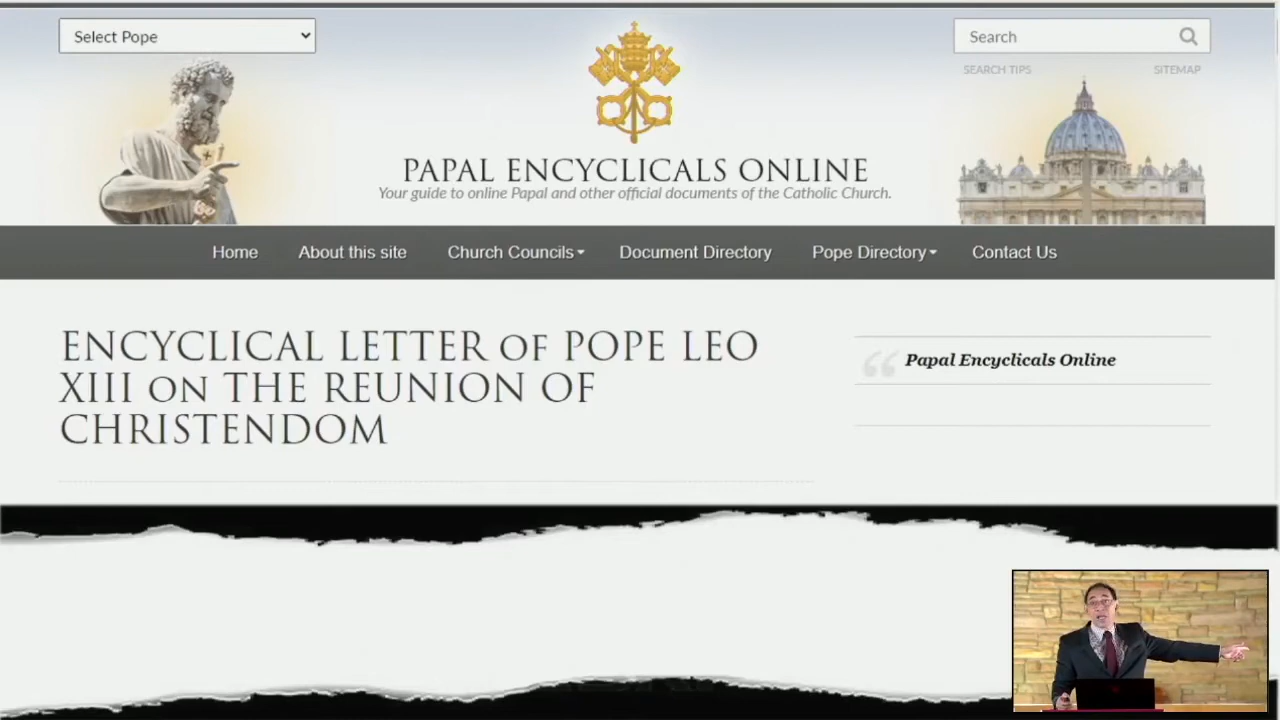 Select Pope
Search
SEARCH TIPS
SITEMAP
PAPAL ENCYCLICALS ONLINE
Your guide to online Papal and other official documents of the Catholic Church.
Home
About this site
Church Councils
Document Directory
Pope Directory
Contact Us
ENCYCLICAL LETTER OF POPE LEO
XIII ON THE REUNION OF
CHRISTENDOM
Papal Encyclicals Online